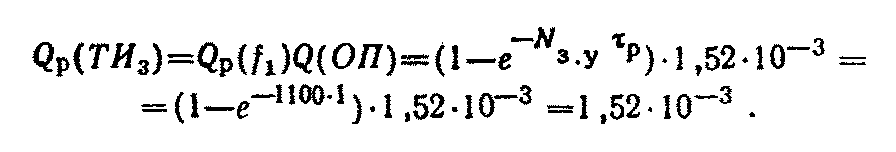 Qр(ТИ₃)=Qр(f₁)Q(ОП)=(1—e^(—Nз.у τр))·1,52·10⁻³ =
=(1—e^(—1100·1))·1,52·10⁻³ =1,52·10⁻³ .